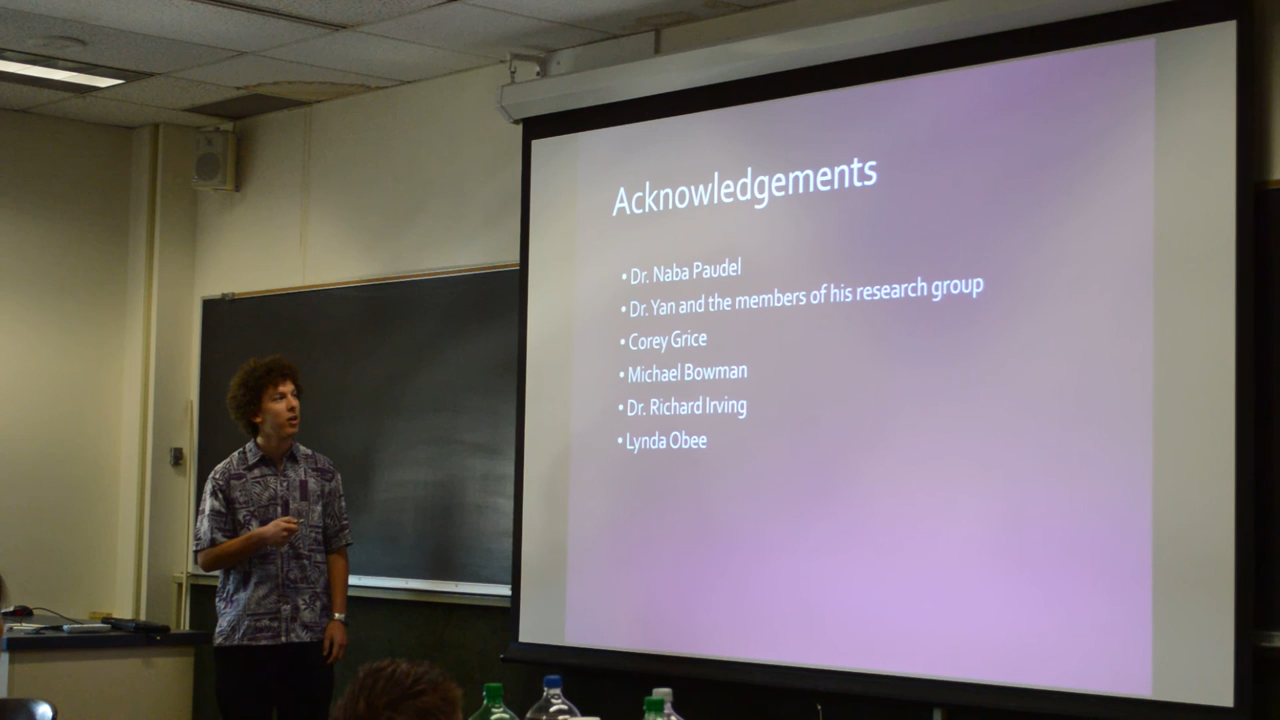 Acknowledgements
• Dr. Naba Paudel
• Dr. Yan and the members of his research group
• Corey Grice
• Michael Bowman
• Dr. Richard Irving
• Lynda Obee